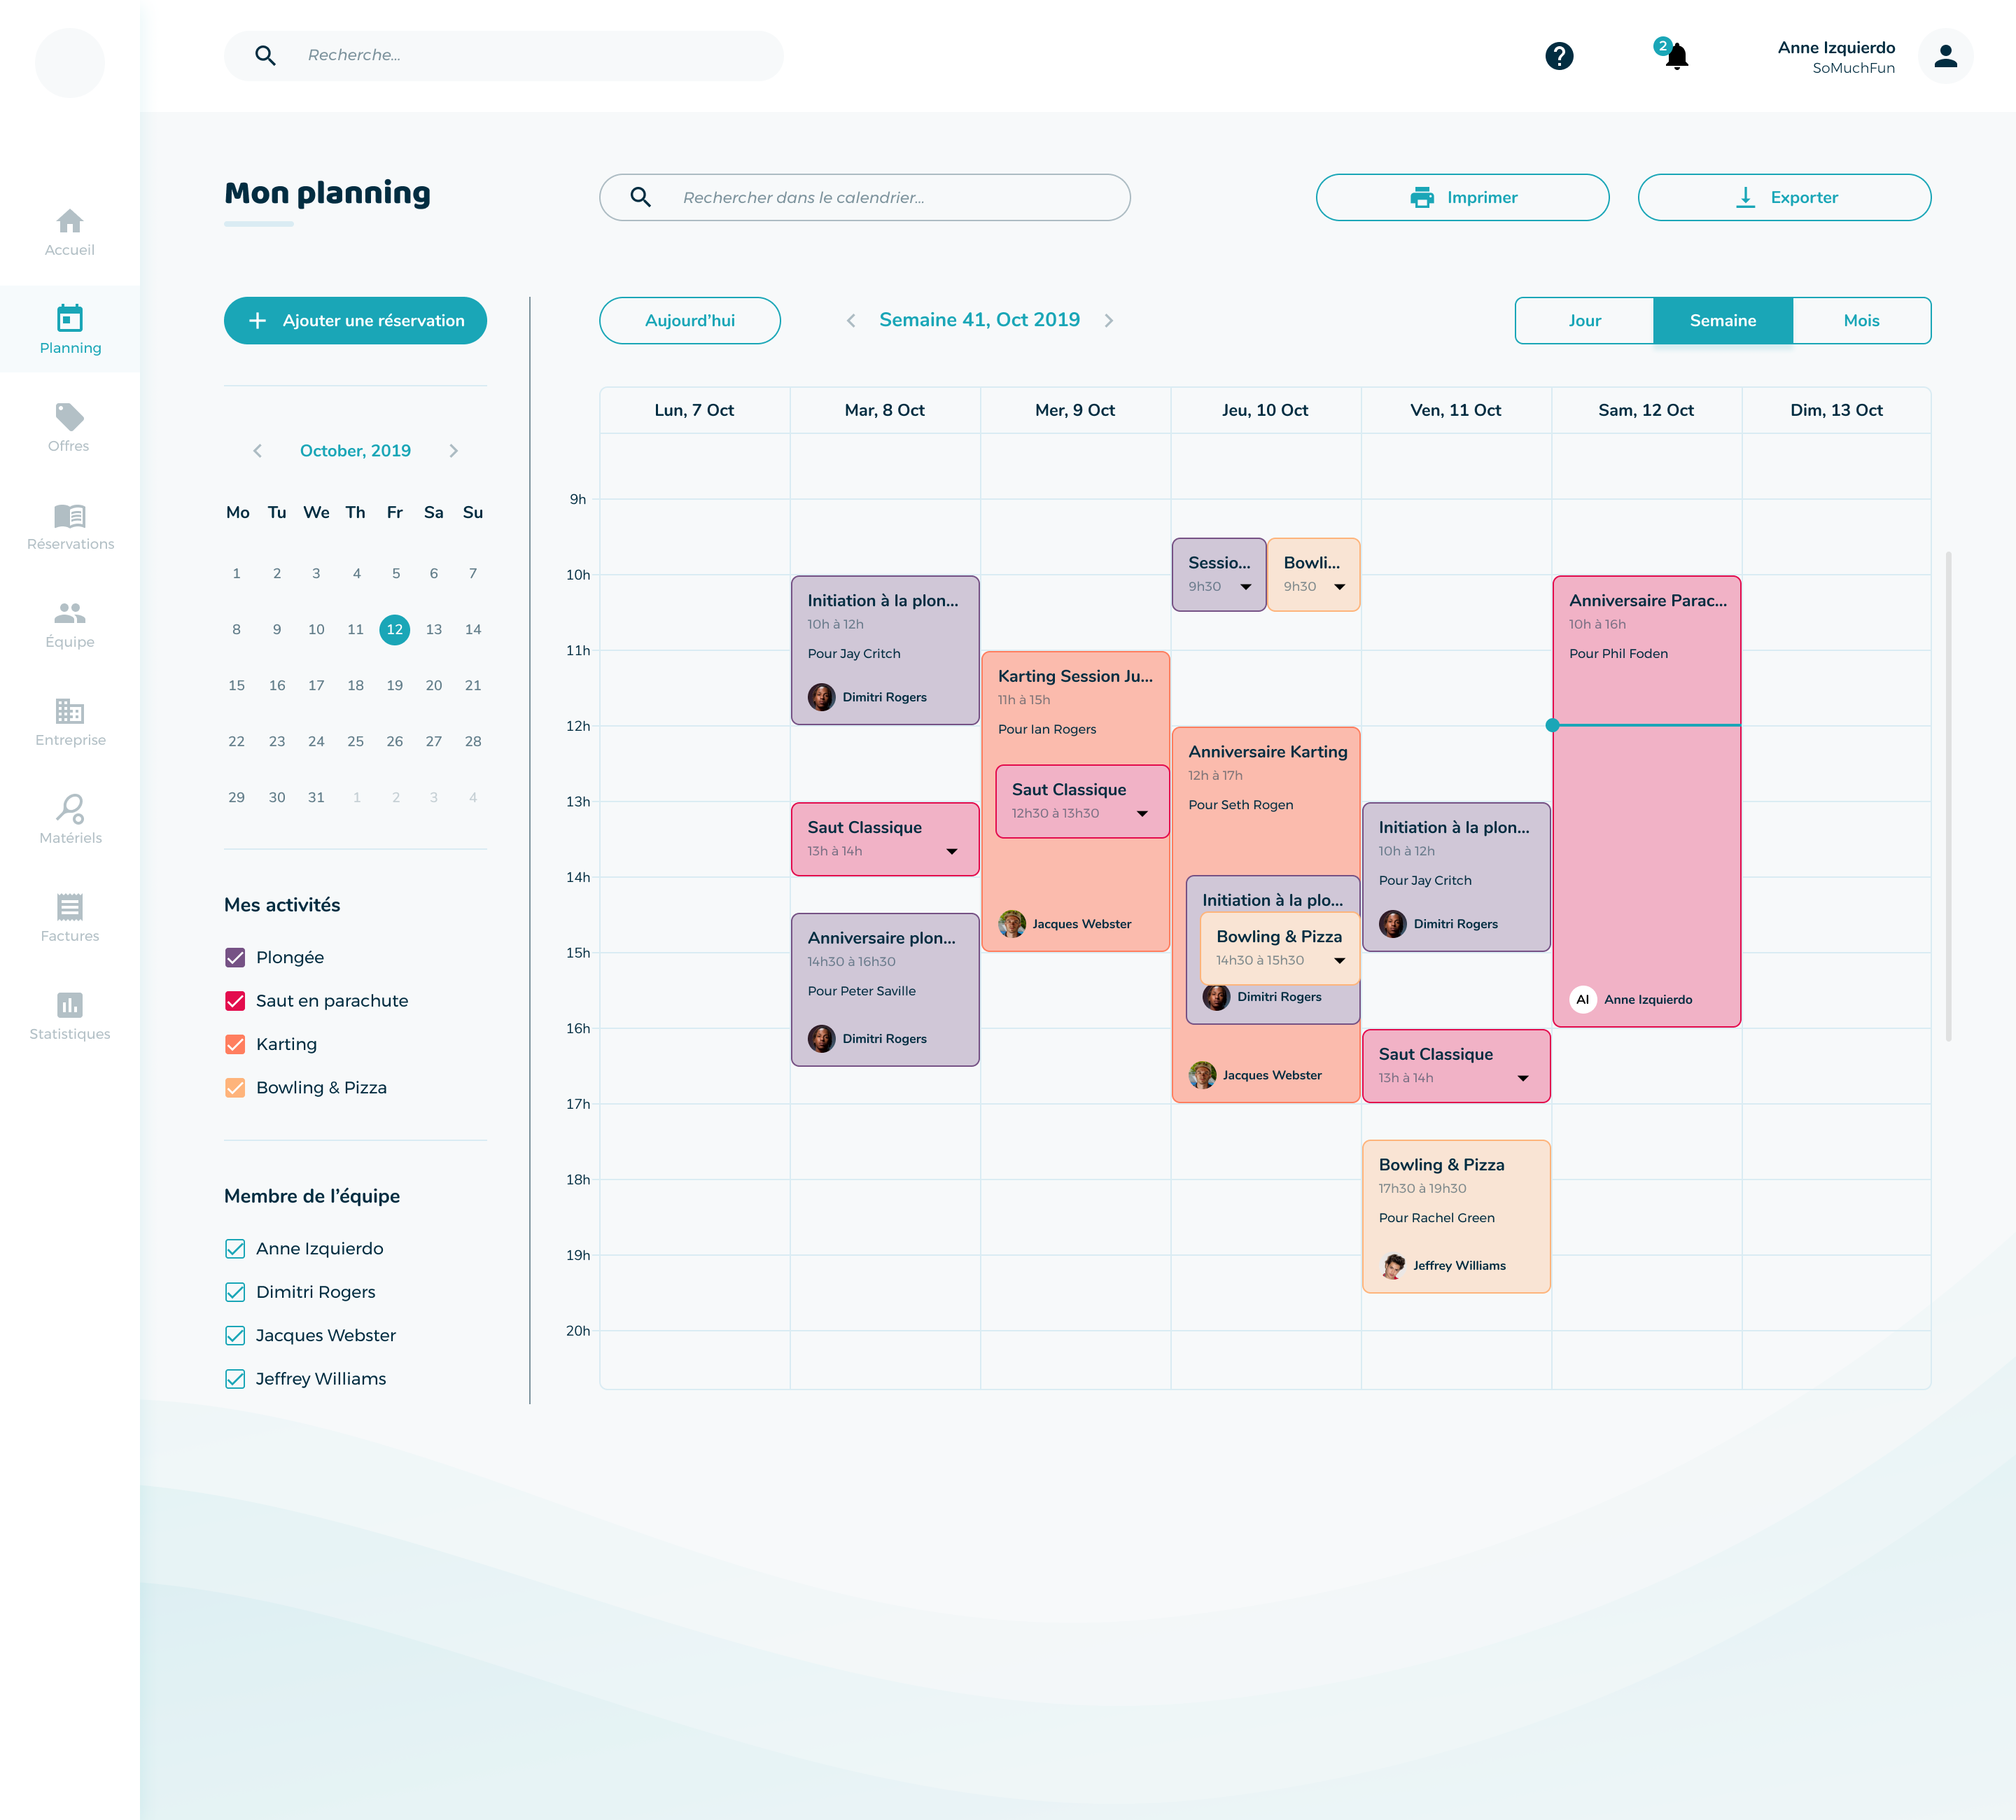 Recherche...
2
Anne Izquierdo
SoMuchFun
Accueil
Planning
Offres
Réservations
Équipe
Entreprise
Matériels
Factures
Statistiques
Mon planning
Rechercher dans le calendrier...
Imprimer
Exporter
Ajouter une réservation
October, 2019
Mo Tu We Th Fr Sa Su
1 2 3 4 5 6 7
8 9 10 11 12 13 14
15 16 17 18 19 20 21
22 23 24 25 26 27 28
29 30 31 1 2 3 4
Mes activités
Plongée
Saut en parachute
Karting
Bowling & Pizza
Membre de l'équipe
Anne Izquierdo
Dimitri Rogers
Jacques Webster
Jeffrey Williams
Aujourd'hui
Semaine 41, Oct 2019
Jour
Semaine
Mois
Lun, 7 Oct
Mar, 8 Oct
Mer, 9 Oct
Jeu, 10 Oct
Ven, 11 Oct
Sam, 12 Oct
Dim, 13 Oct
9h
10h
11h
12h
13h
14h
15h
16h
17h
18h
19h
20h
Initiation à la plon...
10h à 12h
Pour Jay Critch
Dimitri Rogers
Saut Classique
13h à 14h
Anniversaire plon...
14h30 à 16h30
Pour Peter Saville
Dimitri Rogers
Karting Session Ju...
11h à 15h
Pour Ian Rogers
Saut Classique
12h30 à 13h30
Jacques Webster
Sessio...
9h30
Bowli...
9h30
Anniversaire Karting
12h à 17h
Pour Seth Rogen
Initiation à la plo...
Bowling & Pizza
14h30 à 15h30
Dimitri Rogers
Jacques Webster
Initiation à la plon...
10h à 12h
Pour Jay Critch
Dimitri Rogers
Saut Classique
13h à 14h
Bowling & Pizza
17h30 à 19h30
Pour Rachel Green
Jeffrey Williams
Anniversaire Parac...
10h à 16h
Pour Phil Foden
AI
Anne Izquierdo